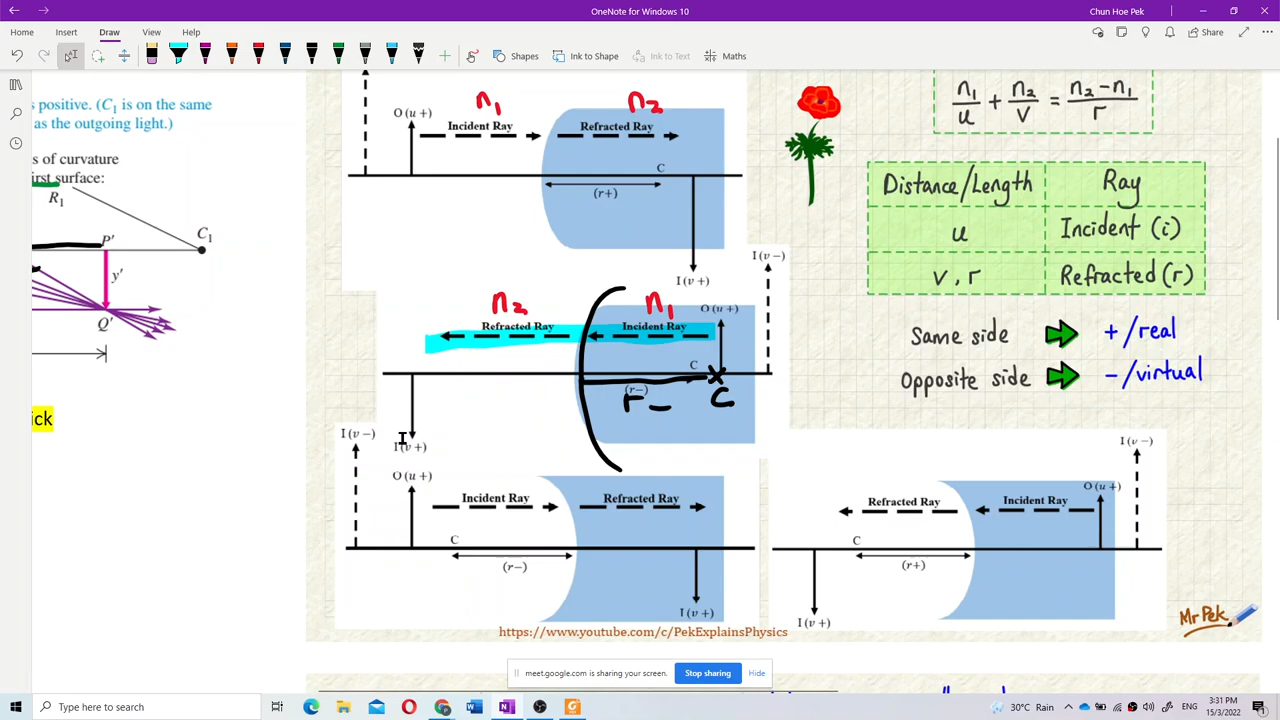 OneNote for Windows 10
Chun Hoe Pek
Home Insert Draw View Help
Share
Shapes
Ink to Shape
Ink to Text
Maths
s positive. (C1 is on the same
as the outgoing light.)
s of curvature
first surface:
R1
C1
P'
y'
Q'
ick
n1
n2
O (u +)
Incident Ray
Refracted Ray
C
(r+)
I (v +)
I (v −)
n2
n1
O (u +)
Refracted Ray
Incident Ray
C
(r−)
r − C
I (v +)
I (v −)
O (u +)
Incident Ray
Refracted Ray
C
(r−)
I (v +)
I (v −)
O (u +)
Refracted Ray
Incident Ray
C
(r+)
I (v +)
n1/u + n2/v = n2−n1/r
Distance/Length Ray
u Incident (i)
v, r Refracted (r)
Same side +/real
Opposite side −/virtual
Mr Pek
https://www.youtube.com/c/PekExplainsPhysics
meet.google.com is sharing your screen.
Stop sharing
Hide
Type here to search
30°C Rain
3:31 PM
15/3/2022